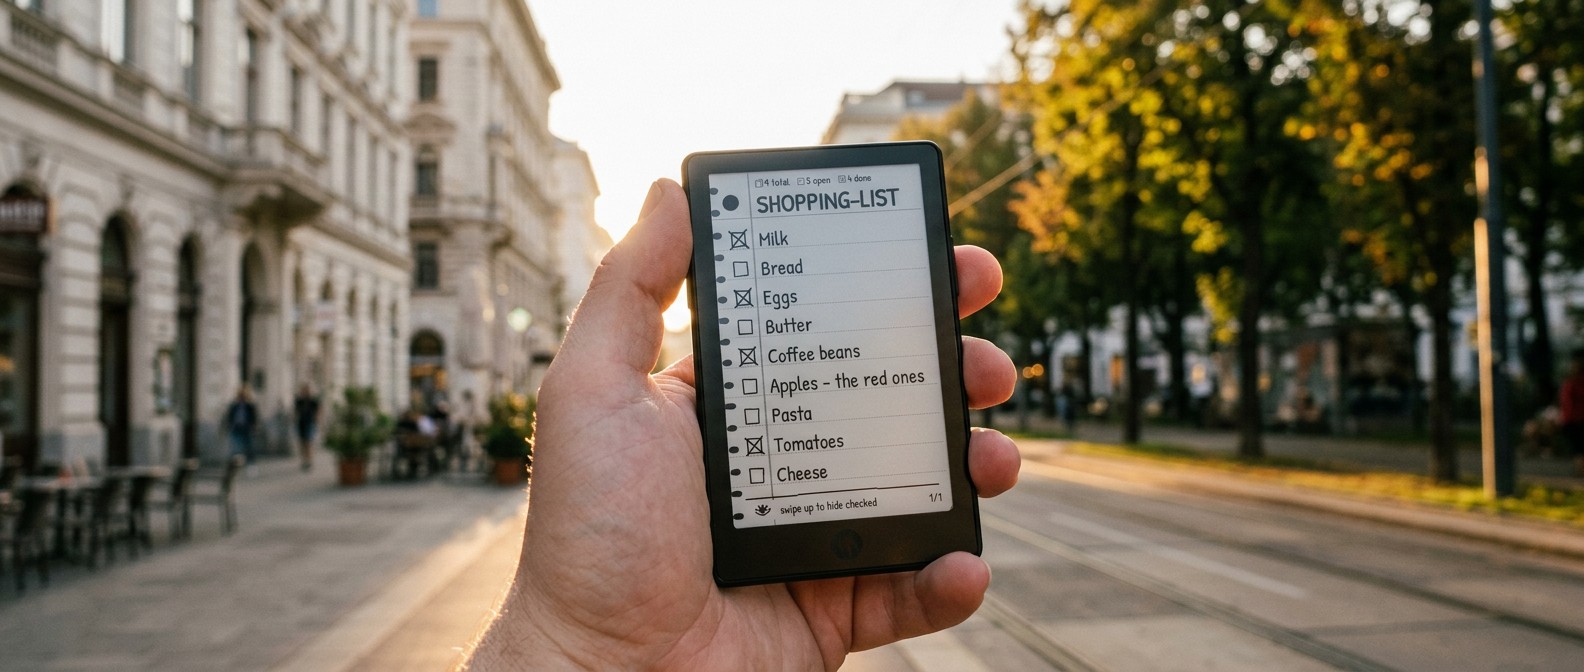 4 total 5 open 4 done
SHOPPING-LIST
Milk
Bread
Eggs
Butter
Coffee beans
Apples - the red ones
Pasta
Tomatoes
Cheese
swipe up to hide checked 1/1